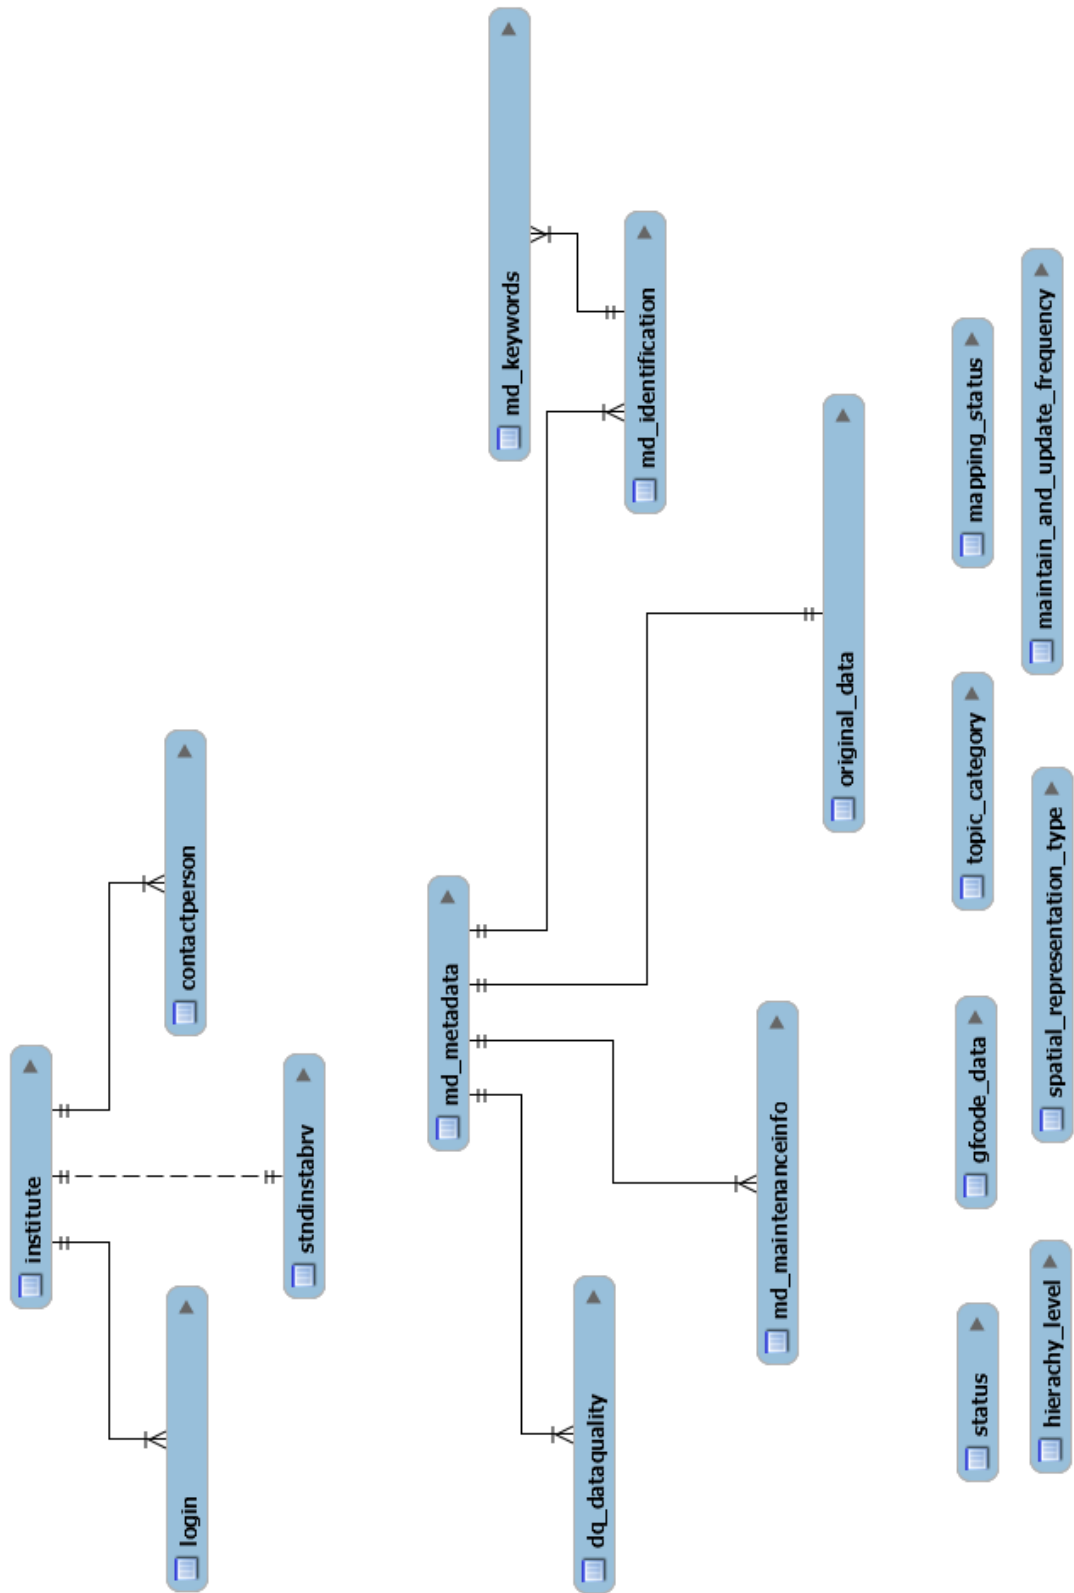 institute
login
stndinstabrv
contactperson
md_metadata
dq_dataquality
md_maintenanceinfo
original_data
md_identification
md_keywords
status
gfcode_data
topic_category
mapping_status
hierachy_level
spatial_representation_type
maintain_and_update_frequency